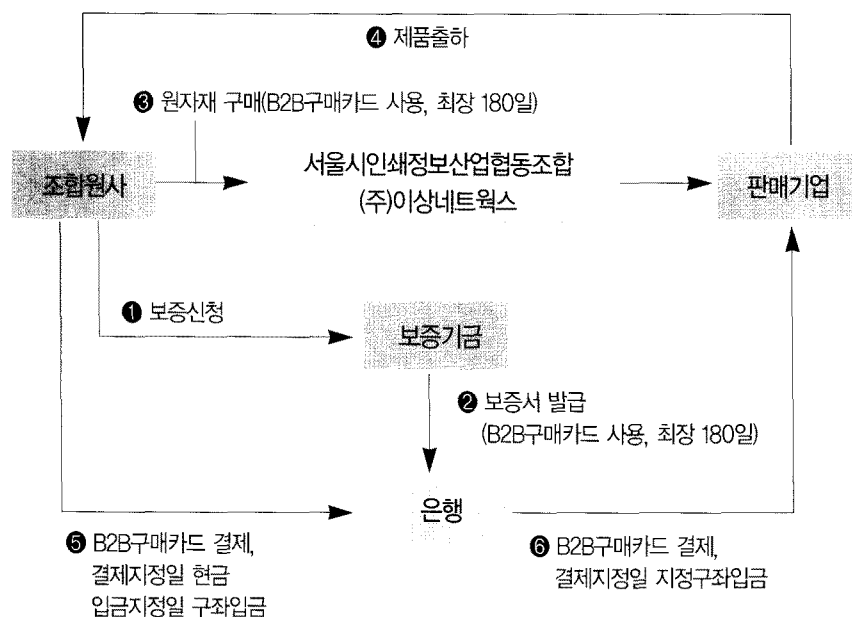 ❹ 제품출하
❸ 원자재 구매(B2B구매카드 사용, 최장 180일)
조합원사
서울시인쇄정보산업협동조합
(주)이상네트웍스
판매기업
❶ 보증신청
보증기금
❷ 보증서 발급
(B2B구매카드 사용, 최장 180일)
은행
❺ B2B구매카드 결제,
결제지정일 현금
입금지정일 구좌입금
❻ B2B구매카드 결제,
결제지정일 지정구좌입금